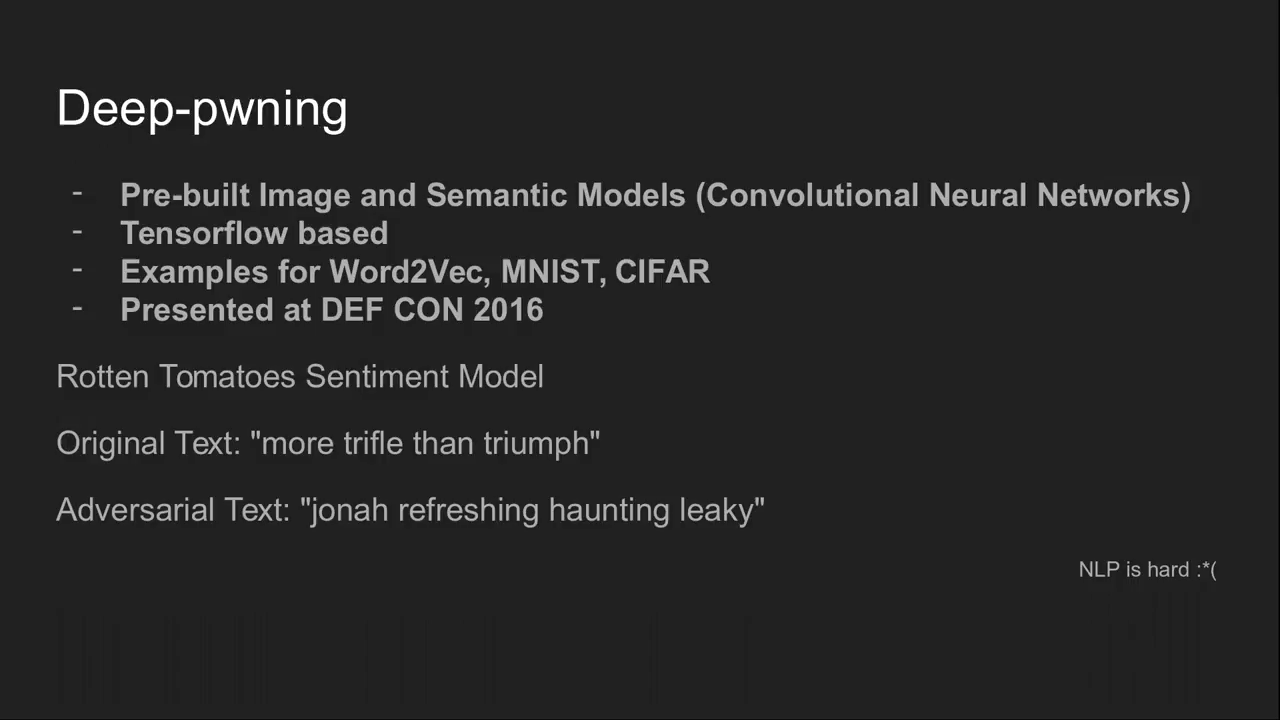 Deep-pwning
- Pre-built Image and Semantic Models (Convolutional Neural Networks)
- Tensorflow based
- Examples for Word2Vec, MNIST, CIFAR
- Presented at DEF CON 2016
Rotten Tomatoes Sentiment Model
Original Text: "more trifle than triumph"
Adversarial Text: "jonah refreshing haunting leaky"
NLP is hard :*(